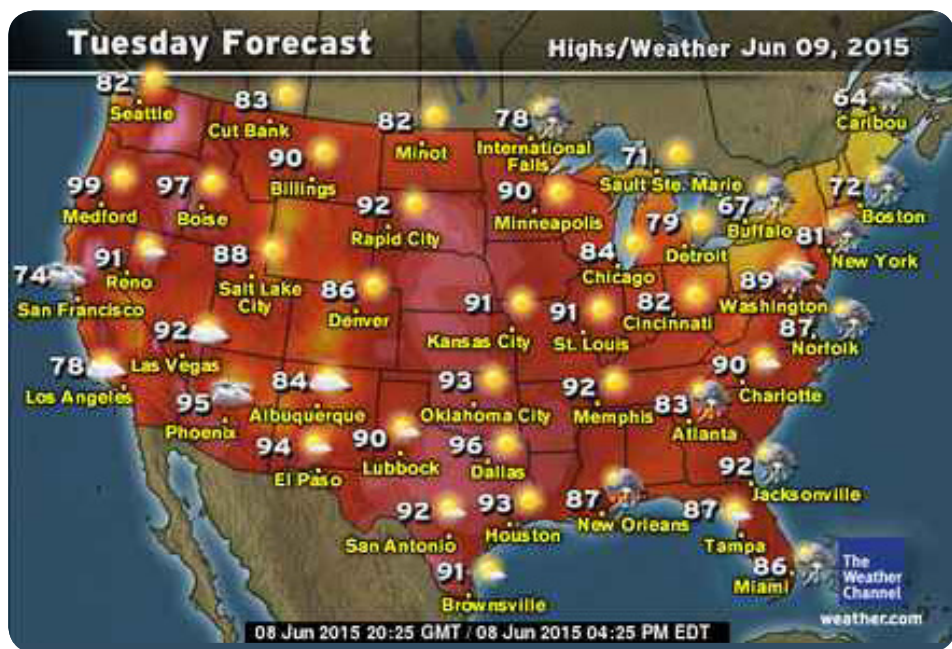 Tuesday Forecast
Highs/Weather Jun 09, 2015
82
Seattle
83
Cut Bank
82
Minot
78
International
Falls
64
Caribou
71
Sault Ste. Marie
99
Medford
97
Boise
90
Billings
92
Rapid City
90
Minneapolis
79
Detroit
67
Buffalo
72
Boston
74
San Francisco
91
Reno
88
Salt Lake
City
86
Denver
84
Chicago
81
New York
91
Kansas City
91
St. Louis
82
Cincinnati
89
Washington
87
Norfolk
78
Los Angeles
92
Las Vegas
95
Phoenix
84
Albuquerque
93
Oklahoma City
92
Memphis
83
Atlanta
90
Charlotte
94
El Paso
90
Lubbock
96
Dallas
92
Jacksonville
92
San Antonio
93
Houston
87
New Orleans
87
Tampa
91
Brownsville
86
Miami
The
Weather
Channel
weather.com
08 Jun 2015 20:25 GMT / 08 Jun 2015 04:25 PM EDT